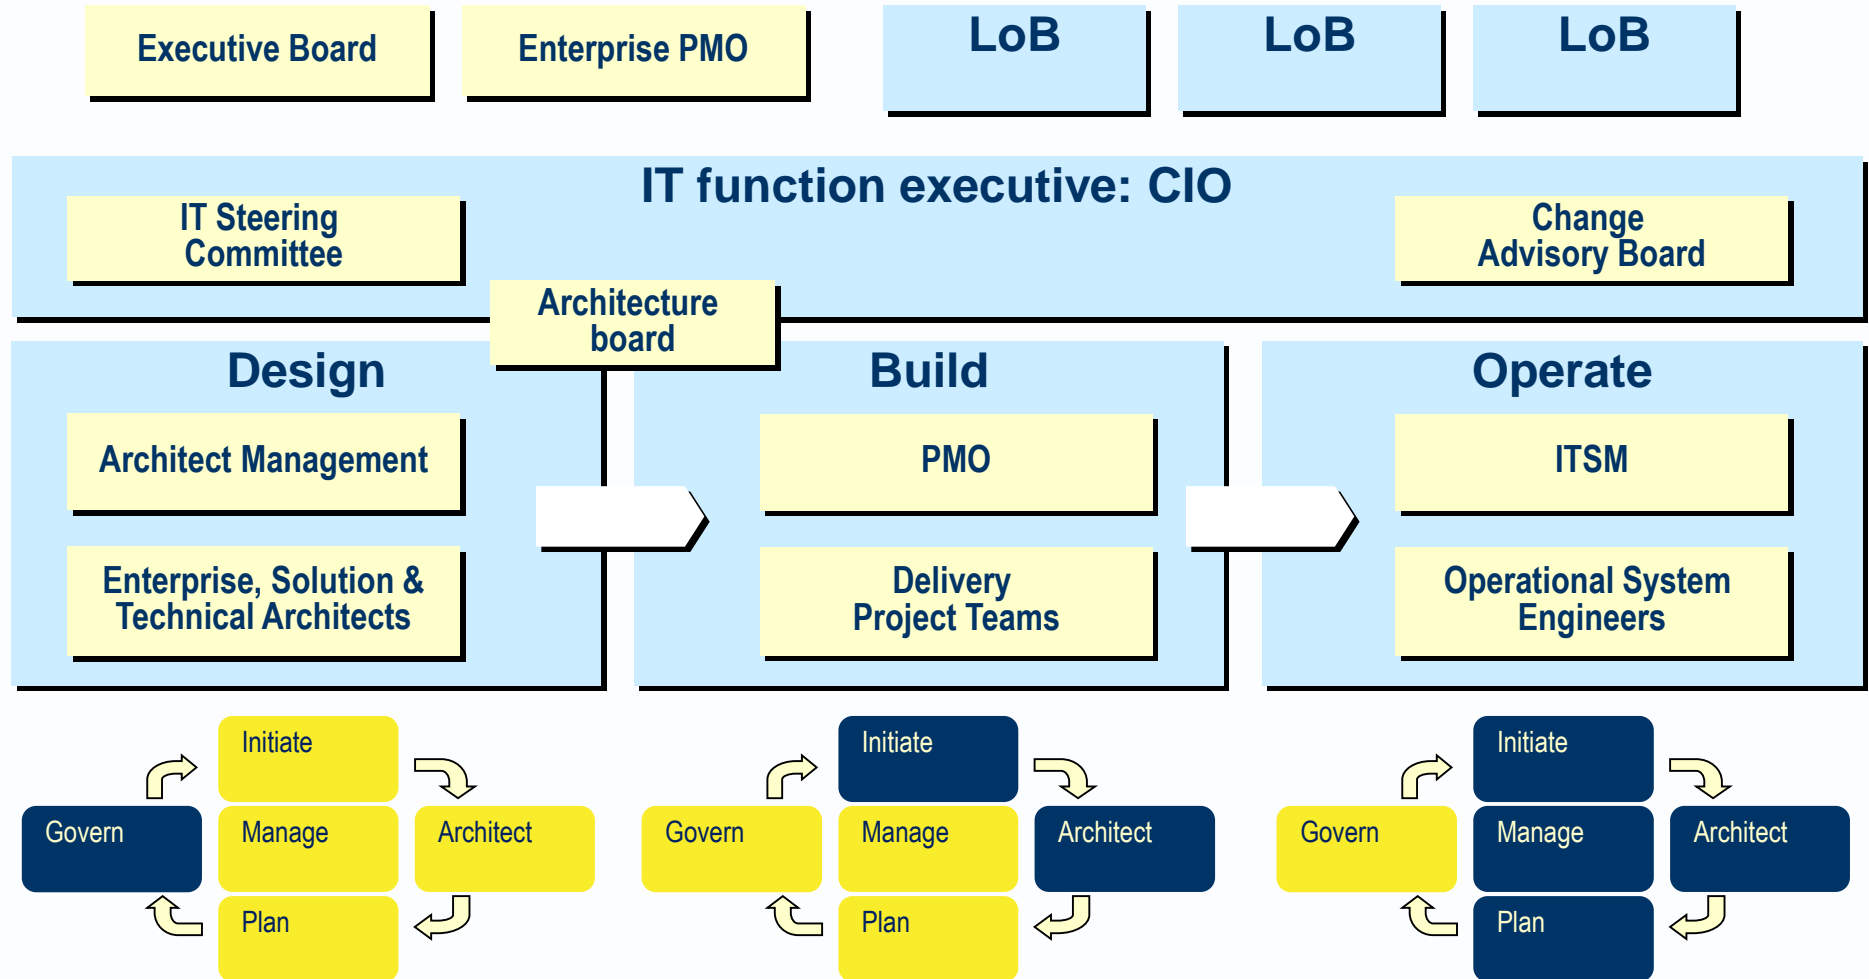 Executive Board
Enterprise PMO
LoB
LoB
LoB
IT function executive: CIO
IT Steering
Committee
Change
Advisory Board
Architecture
board
Design
Build
Operate
Architect Management
PMO
ITSM
Enterprise, Solution &
Technical Architects
Delivery
Project Teams
Operational System
Engineers
Initiate
Govern
Manage
Architect
Plan
Initiate
Govern
Manage
Architect
Plan
Initiate
Govern
Manage
Architect
Plan